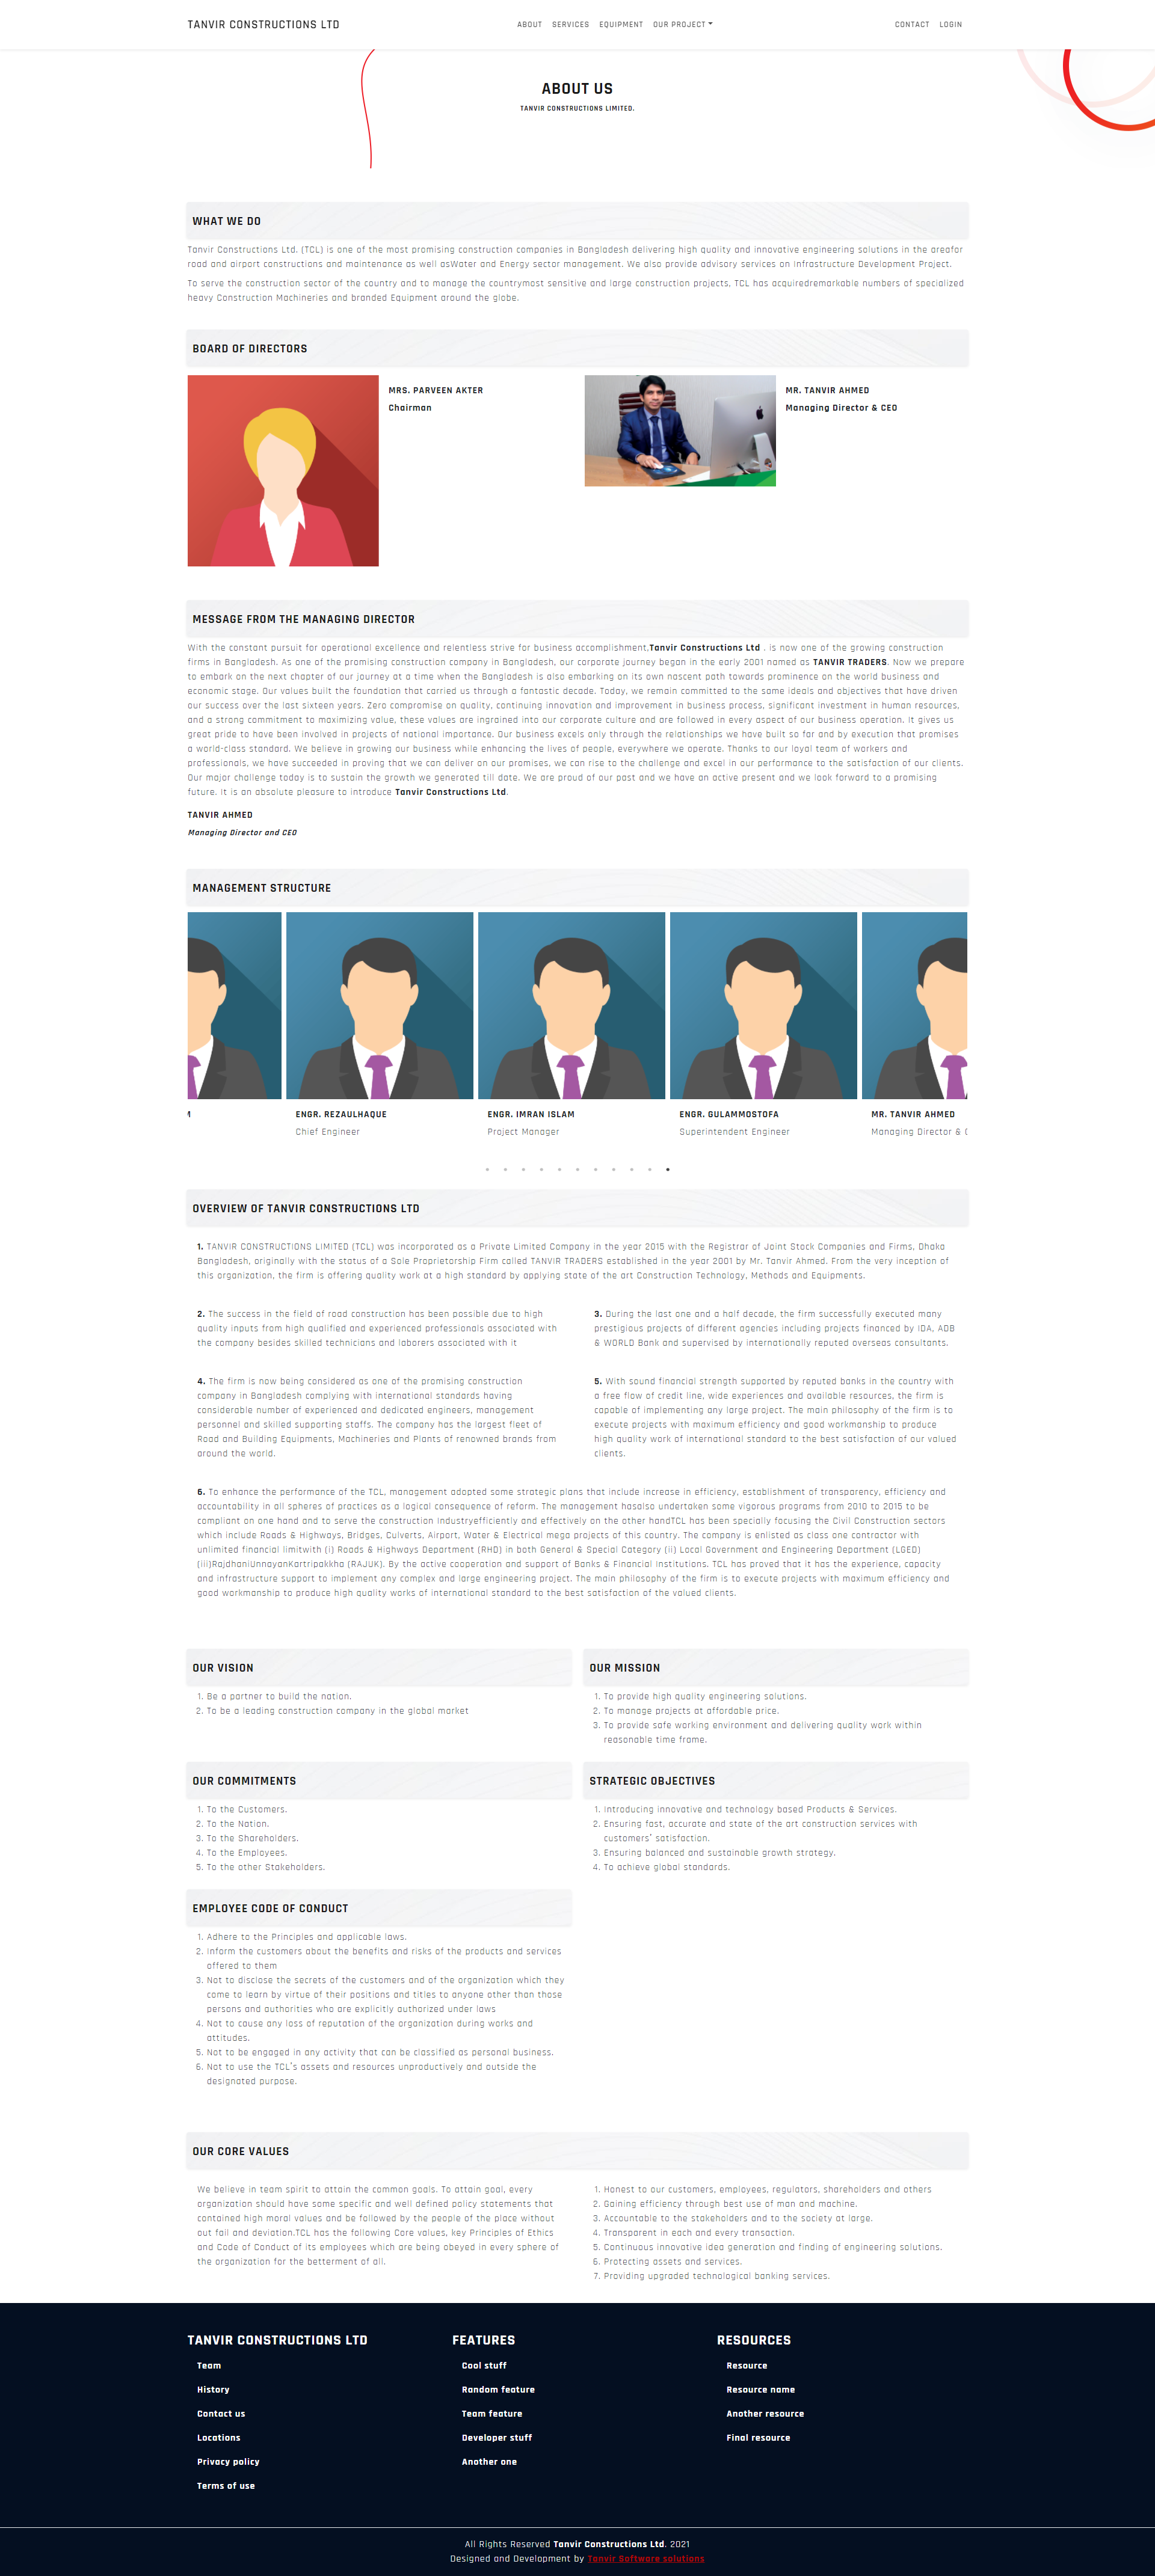 TANVIR CONSTRUCTIONS LTD
ABOUT SERVICES EQUIPMENT OUR PROJECT
CONTACT LOGIN
ABOUT US
TANVIR CONSTRUCTIONS LIMITED.
WHAT WE DO
Tanvir Constructions Ltd. (TCL) is one of the most promising construction companies in Bangladesh delivering high quality and innovative engineering solutions in the areafor
road and airport constructions and maintenance as well asWater and Energy sector management. We also provide advisory services on Infrastructure Development Project.
To serve the construction sector of the country and to manage the countrymost sensitive and large construction projects, TCL has acquiredremarkable numbers of specialized
heavy Construction Machineries and branded Equipment around the globe.
BOARD OF DIRECTORS
MRS. PARVEEN AKTER
Chairman
MR. TANVIR AHMED
Managing Director & CEO
MESSAGE FROM THE MANAGING DIRECTOR
With the constant pursuit for operational excellence and relentless strive for business accomplishment,Tanvir Constructions Ltd . is now one of the growing construction
firms in Bangladesh. As one of the promising construction company in Bangladesh, our corporate journey began in the early 2001 named as TANVIR TRADERS. Now we prepare
to embark on the next chapter of our journey at a time when the Bangladesh is also embarking on its own nascent path towards prominence on the world business and
economic stage. Our values built the foundation that carried us through a fantastic decade. Today, we remain committed to the same ideals and objectives that have driven
our success over the last sixteen years. Zero compromise on quality, continuing innovation and improvement in business process, significant investment in human resources,
and a strong commitment to maximizing value, these values are ingrained into our corporate culture and are followed in every aspect of our business operation. It gives us
great pride to have been involved in projects of national importance. Our business excels only through the relationships we have built so far and by execution that promises
a world-class standard. We believe in growing our business while enhancing the lives of people, everywhere we operate. Thanks to our loyal team of workers and
professionals, we have succeeded in proving that we can deliver on our promises, we can rise to the challenge and excel in our performance to the satisfaction of our clients.
Our major challenge today is to sustain the growth we generated till date. We are proud of our past and we have an active present and we look forward to a promising
future. It is an absolute pleasure to introduce Tanvir Constructions Ltd.
TANVIR AHMED
Managing Director and CEO
MANAGEMENT STRUCTURE
ENGR. REZAULHAQUE
Chief Engineer
ENGR. IMRAN ISLAM
Project Manager
ENGR. GULAMMOSTOFA
Superintendent Engineer
MR. TANVIR AHMED
Managing Director &
OVERVIEW OF TANVIR CONSTRUCTIONS LTD
1. TANVIR CONSTRUCTIONS LIMITED (TCL) was incorporated as a Private Limited Company in the year 2015 with the Registrar of Joint Stock Companies and Firms, Dhaka
Bangladesh, originally with the status of a Sole Proprietorship Firm called TANVIR TRADERS established in the year 2001 by Mr. Tanvir Ahmed. From the very inception of
this organization, the firm is offering quality work at a high standard by applying state of the art Construction Technology, Methods and Equipments.
2. The success in the field of road construction has been possible due to high
quality inputs from high qualified and experienced professionals associated with
the company besides skilled technicians and laborers associated with it
3. During the last one and a half decade, the firm successfully executed many
prestigious projects of different agencies including projects financed by IDA, ADB
& WORLD Bank and supervised by internationally reputed overseas consultants.
4. The firm is now being considered as one of the promising construction
company in Bangladesh complying with international standards having
considerable number of experienced and dedicated engineers, management
personnel and skilled supporting staffs. The company has the largest fleet of
Road and Building Equipments, Machineries and Plants of renowned brands from
around the world.
5. With sound financial strength supported by reputed banks in the country with
a free flow of credit line, wide experiences and available resources, the firm is
capable of implementing any large project. The main philosophy of the firm is to
execute projects with maximum efficiency and good workmanship to produce
high quality work of international standard to the best satisfaction of our valued
clients.
6. To enhance the performance of the TCL, management adopted some strategic plans that include increase in efficiency, establishment of transparency, efficiency and
accountability in all spheres of practices as a logical consequence of reform. The management hasalso undertaken some vigorous programs from 2010 to 2015 to be
compliant on one hand and to serve the construction Industryefficiently and effectively on the other handTCL has been specially focusing the Civil Construction sectors
which include Roads & Highways, Bridges, Culverts, Airport, Water & Electrical mega projects of this country. The company is enlisted as class one contractor with
unlimited financial limitwith (i) Roads & Highways Department (RHD) in both General & Special Category (ii) Local Government and Engineering Department (LGED)
(iii)RajdhaniUnnayanKartripakkha (RAJUK). By the active cooperation and support of Banks & Financial Institutions. TCL has proved that it has the experience, capacity
and infrastructure support to implement any complex and large engineering project. The main philosophy of the firm is to execute projects with maximum efficiency and
good workmanship to produce high quality works of international standard to the best satisfaction of the valued clients.
OUR VISION
1. Be a partner to build the nation.
2. To be a leading construction company in the global market
OUR MISSION
1. To provide high quality engineering solutions.
2. To manage projects at affordable price.
3. To provide safe working environment and delivering quality work within
reasonable time frame.
OUR COMMITMENTS
1. To the Customers.
2. To the Nation.
3. To the Shareholders.
4. To the Employees.
5. To the other Stakeholders.
STRATEGIC OBJECTIVES
1. Introducing innovative and technology based Products & Services.
2. Ensuring fast, accurate and state of the art construction services with
customers' satisfaction.
3. Ensuring balanced and sustainable growth strategy.
4. To achieve global standards.
EMPLOYEE CODE OF CONDUCT
1. Adhere to the Principles and applicable laws.
2. Inform the customers about the benefits and risks of the products and services
offered to them
3. Not to disclose the secrets of the customers and of the organization which they
come to learn by virtue of their positions and titles to anyone other than those
persons and authorities who are explicitly authorized under laws
4. Not to cause any loss of reputation of the organization during works and
attitudes.
5. Not to be engaged in any activity that can be classified as personal business.
6. Not to use the TCL's assets and resources unproductively and outside the
designated purpose.
OUR CORE VALUES
We believe in team spirit to attain the common goals. To attain goal, every
organization should have some specific and well defined policy statements that
contained high moral values and be followed by the people of the place without
out fail and deviation.TCL has the following Core values, key Principles of Ethics
and Code of Conduct of its employees which are being obeyed in every sphere of
the organization for the betterment of all.
1. Honest to our customers, employees, regulators, shareholders and others
2. Gaining efficiency through best use of man and machine.
3. Accountable to the stakeholders and to the society at large.
4. Transparent in each and every transaction.
5. Continuous innovative idea generation and finding of engineering solutions.
6. Protecting assets and services.
7. Providing upgraded technological banking services.
TANVIR CONSTRUCTIONS LTD
Team
History
Contact us
Locations
Privacy policy
Terms of use
FEATURES
Cool stuff
Random feature
Team feature
Developer stuff
Another one
RESOURCES
Resource
Resource name
Another resource
Final resource
All Rights Reserved Tanvir Constructions Ltd. 2021
Designed and Development by Tanvir Software solutions